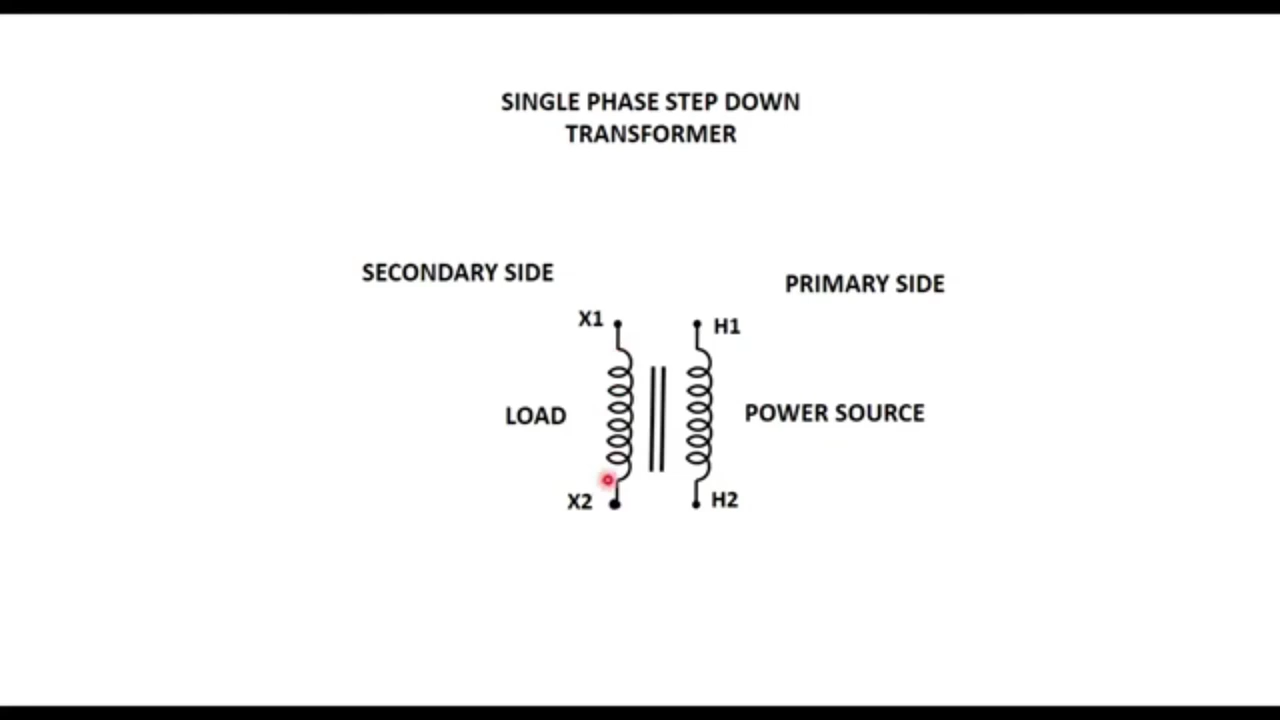 SINGLE PHASE STEP DOWN
TRANSFORMER
SECONDARY SIDE
PRIMARY SIDE
X1
H1
LOAD
POWER SOURCE
X2
H2